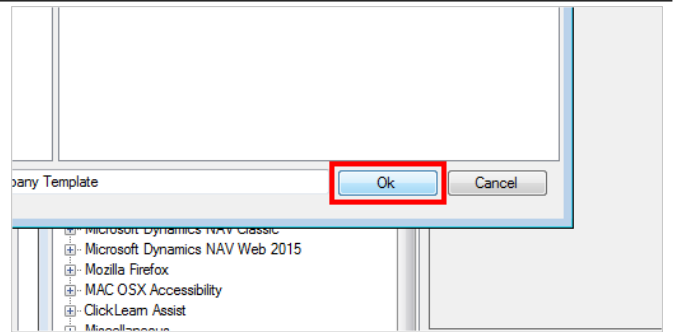 pany Template
Ok
Cancel
Microsoft Dynamics NAV Classic
Microsoft Dynamics NAV Web 2015
Mozilla Firefox
MAC OSX Accessibility
ClickLearn Assist
Miscellaneous